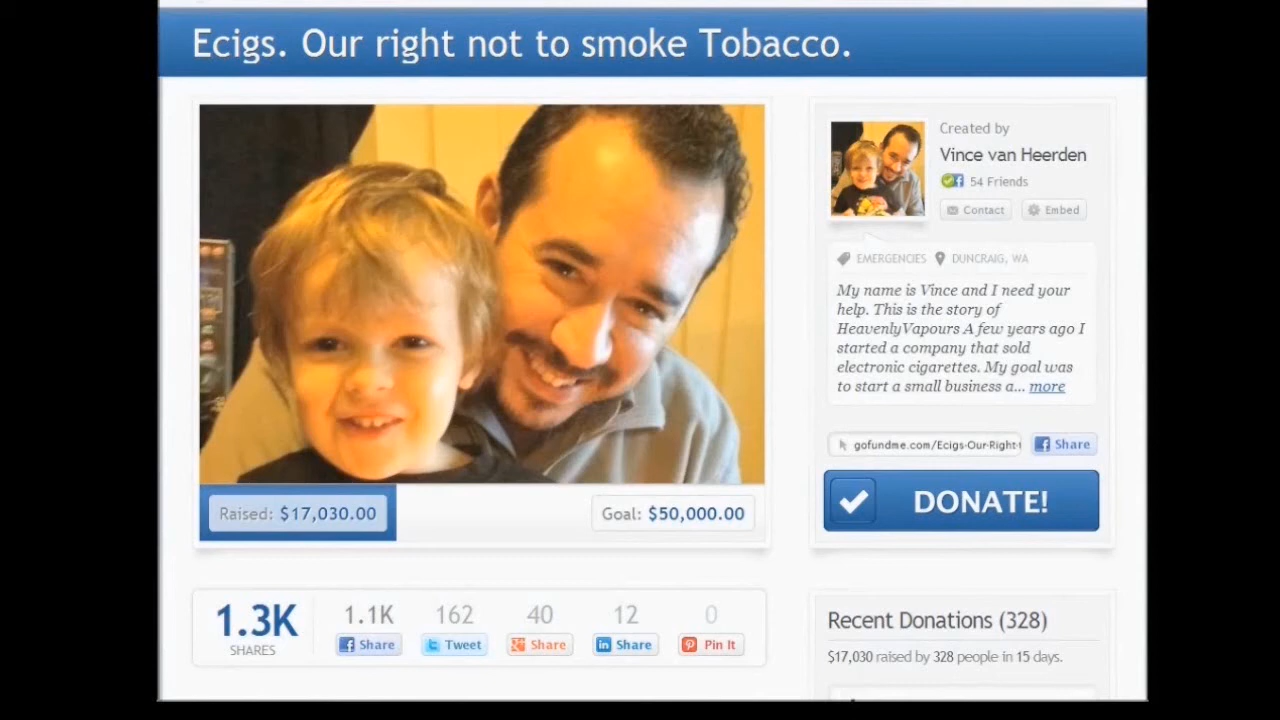 Ecigs. Our right not to smoke Tobacco.
Created by
Vince van Heerden
54 Friends
Contact
Embed
EMERGENCIES
DUNCRAIG, WA
My name is Vince and I need your
help. This is the story of
HeavenlyVapours A few years ago I
started a company that sold
electronic cigarettes. My goal was
to start a small business a... more
gofundme.com/Ecigs-Our-Right-
Share
DONATE!
Raised: $17,030.00
Goal: $50,000.00
1.3K
SHARES
1.1K
Share
162
Tweet
40
Share
12
Share
0
Pin It
Recent Donations (328)
$17,030 raised by 328 people in 15 days.